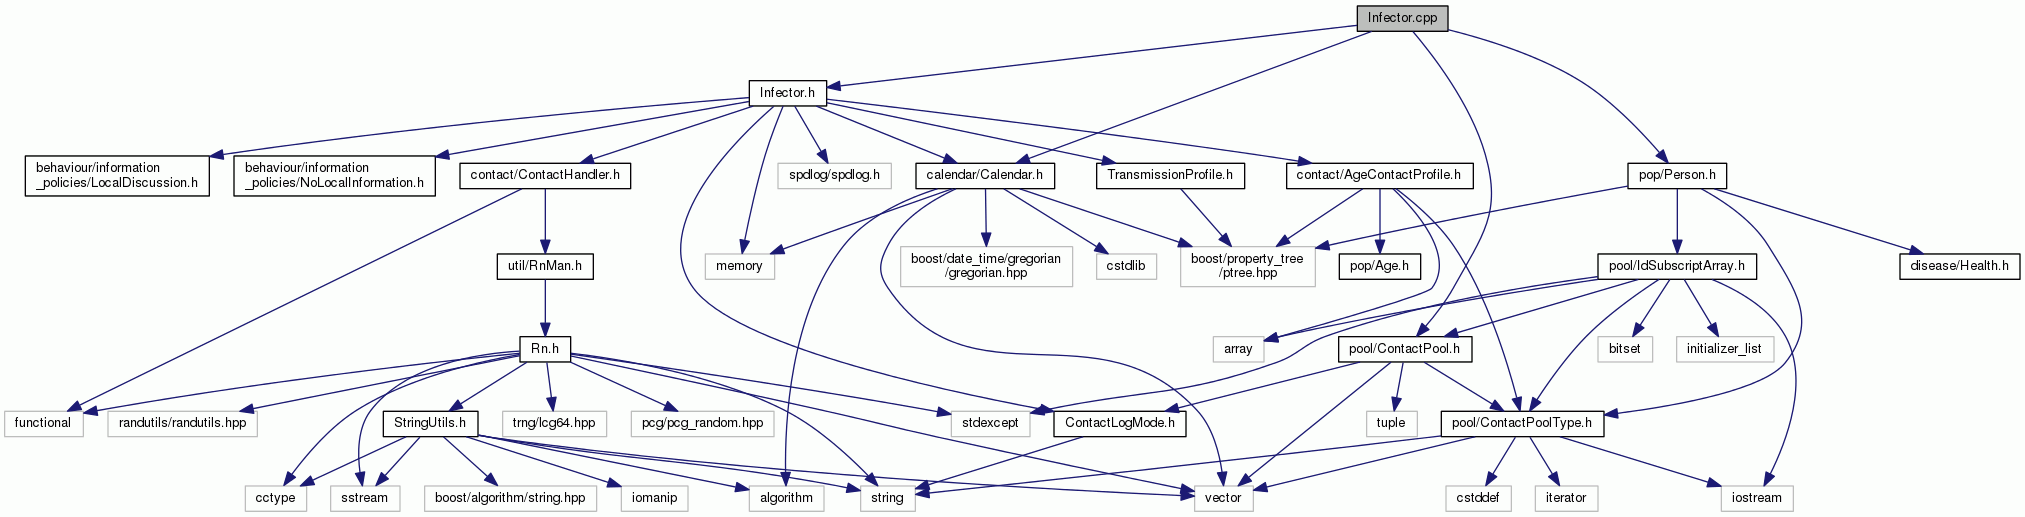 Infector.cpp
Infector.h
behaviour/information
_policies/LocalDiscussion.h
behaviour/information
_policies/NoLocalInformation.h
contact/ContactHandler.h
spdlog/spdlog.h
calendar/Calendar.h
TransmissionProfile.h
contact/AgeContactProfile.h
pop/Person.h
util/RnMan.h
memory
boost/date_time/gregorian
/gregorian.hpp
cstdlib
boost/property_tree
/ptree.hpp
pop/Age.h
pool/IdSubscriptArray.h
disease/Health.h
Rn.h
array
pool/ContactPool.h
bitset
initializer_list
functional
randutils/randutils.hpp
StringUtils.h
trng/lcg64.hpp
pcg/pcg_random.hpp
stdexcept
ContactLogMode.h
tuple
pool/ContactPoolType.h
cctype
sstream
boost/algorithm/string.hpp
iomanip
algorithm
string
vector
cstddef
iterator
iostream